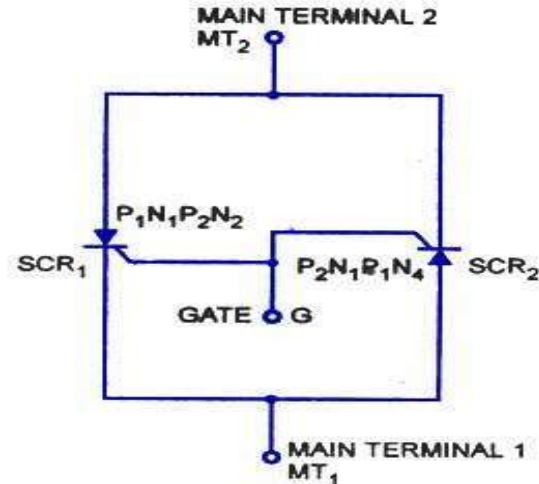 MAIN TERMINAL 2
MT₂
P₁N₁P₂N₂
SCR₁
P₂N₁P₁N₄
SCR₂
GATE G
MAIN TERMINAL 1
MT₁